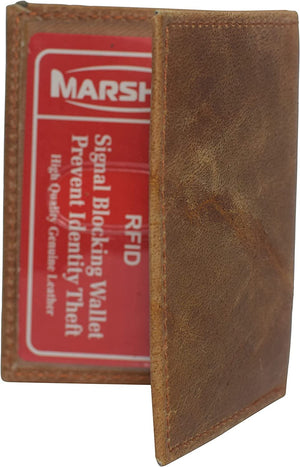 MARSH
RFID
Signal Blocking Wallet
Prevent Identity Theft
High Quality Genuine Leather